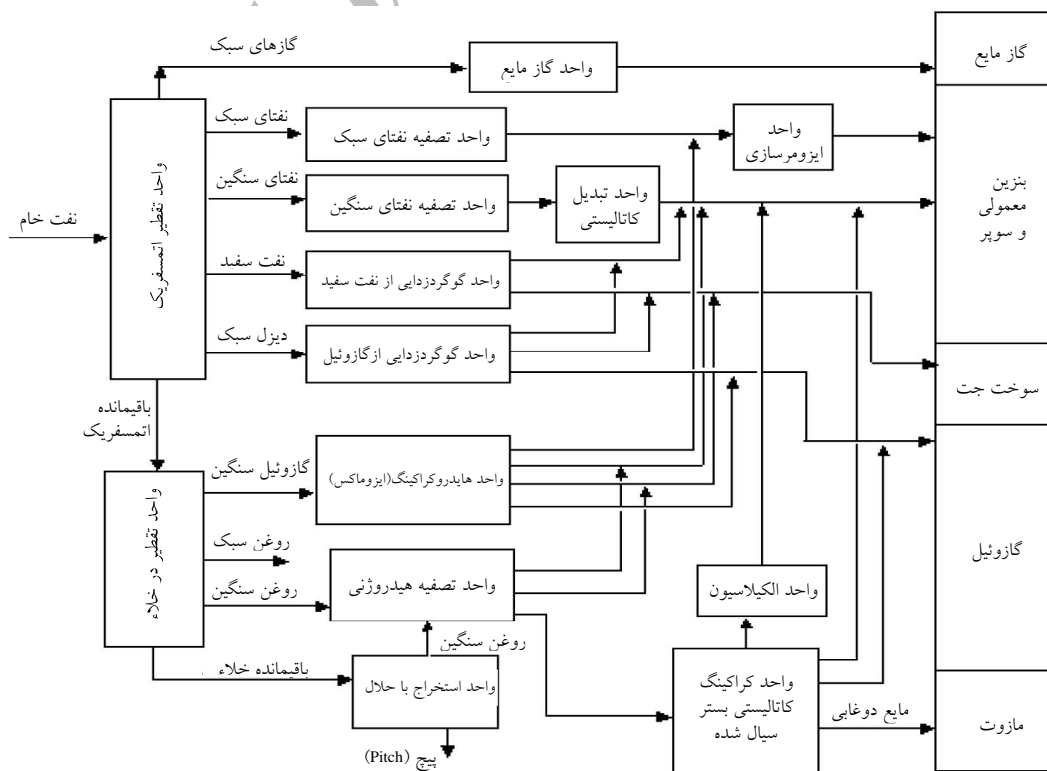 گازهای سبک
واحد گاز مایع
گاز مایع
نفت خام
واحد تقطیر اتمسفریک
نفتای سبک
واحد تصفیه نفتای سبک
واحد
ایزومرسازی
نفتای سنگین
واحد تصفیه نفتای سنگین
واحد تبدیل
کاتالیستی
بنزین
معمولی
و سوپر
نفت سفید
واحد گوگردزدایی از نفت سفید
دیزل سبک
واحد گوگردزدایی ازگازوئیل
سوخت جت
باقیمانده
اتمسفریک
واحد تقطیر در خلاء
گازوئیل سنگین
واحد هایدروکراکینگ(ایزوماکس)
روغن سبک
روغن سنگین
واحد تصفیه هیدروژنی
واحد الکیلاسیون
گازوئیل
روغن سنگین
باقیمانده خلاء
واحد استخراج با حلال
پیچ (Pitch)
واحد کراکینگ
کاتالیستی بستر
سیال شده
مایع دوغابی
مازوت